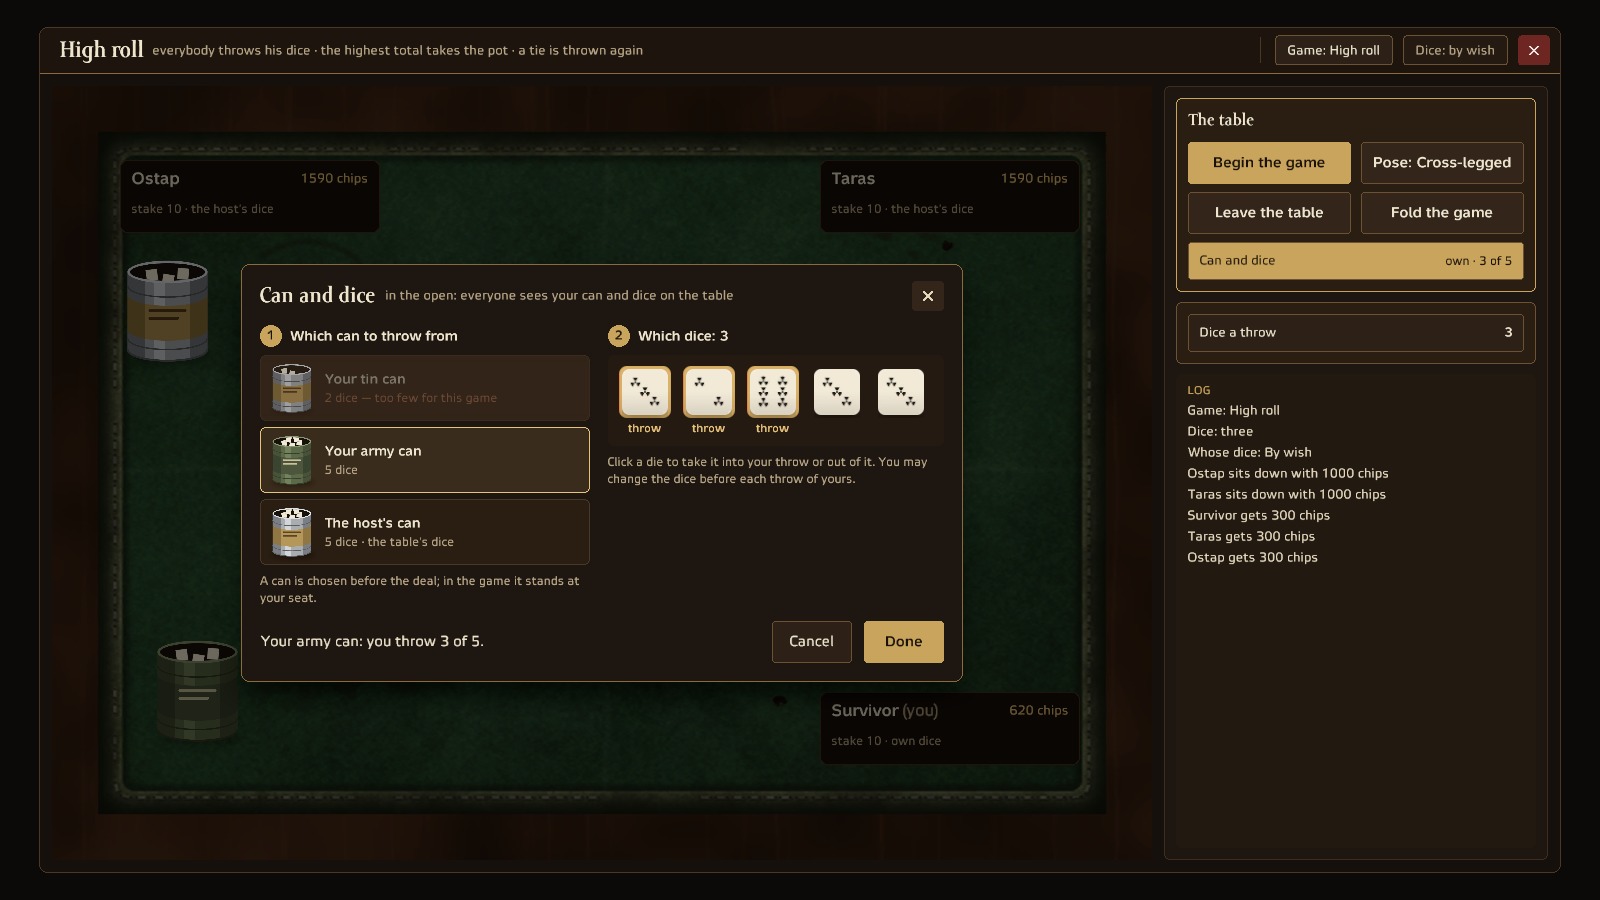 High roll everybody throws his dice · the highest total takes the pot · a tie is thrown again
Game: High roll
Dice: by wish
Ostap 1590 chips
stake 10 · the host's dice
Taras 1590 chips
stake 10 · the host's dice
Can and dice in the open: everyone sees your can and dice on the table
1 Which can to throw from
Your tin can
2 dice — too few for this game
Your army can
5 dice
The host's can
5 dice · the table's dice
A can is chosen before the deal; in the game it stands at
your seat.
2 Which dice: 3
throw throw throw
Click a die to take it into your throw or out of it. You may
change the dice before each throw of yours.
Your army can: you throw 3 of 5.
Cancel
Done
Survivor (you) 620 chips
stake 10 · own dice
The table
Begin the game
Pose: Cross-legged
Leave the table
Fold the game
Can and dice own · 3 of 5
Dice a throw 3
LOG
Game: High roll
Dice: three
Whose dice: By wish
Ostap sits down with 1000 chips
Taras sits down with 1000 chips
Survivor gets 300 chips
Taras gets 300 chips
Ostap gets 300 chips